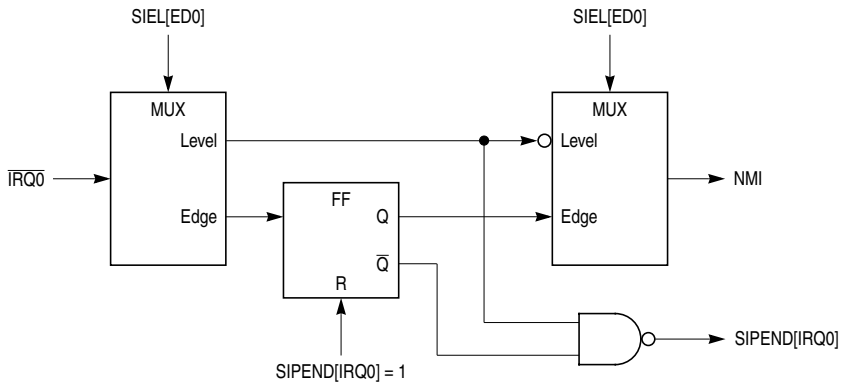 SIEL[ED0]
SIEL[ED0]
MUX
MUX
Level
Level
IRQ0
NMI
FF
Edge
Q
Edge
Q
R
SIPEND[IRQ0]
SIPEND[IRQ0] = 1